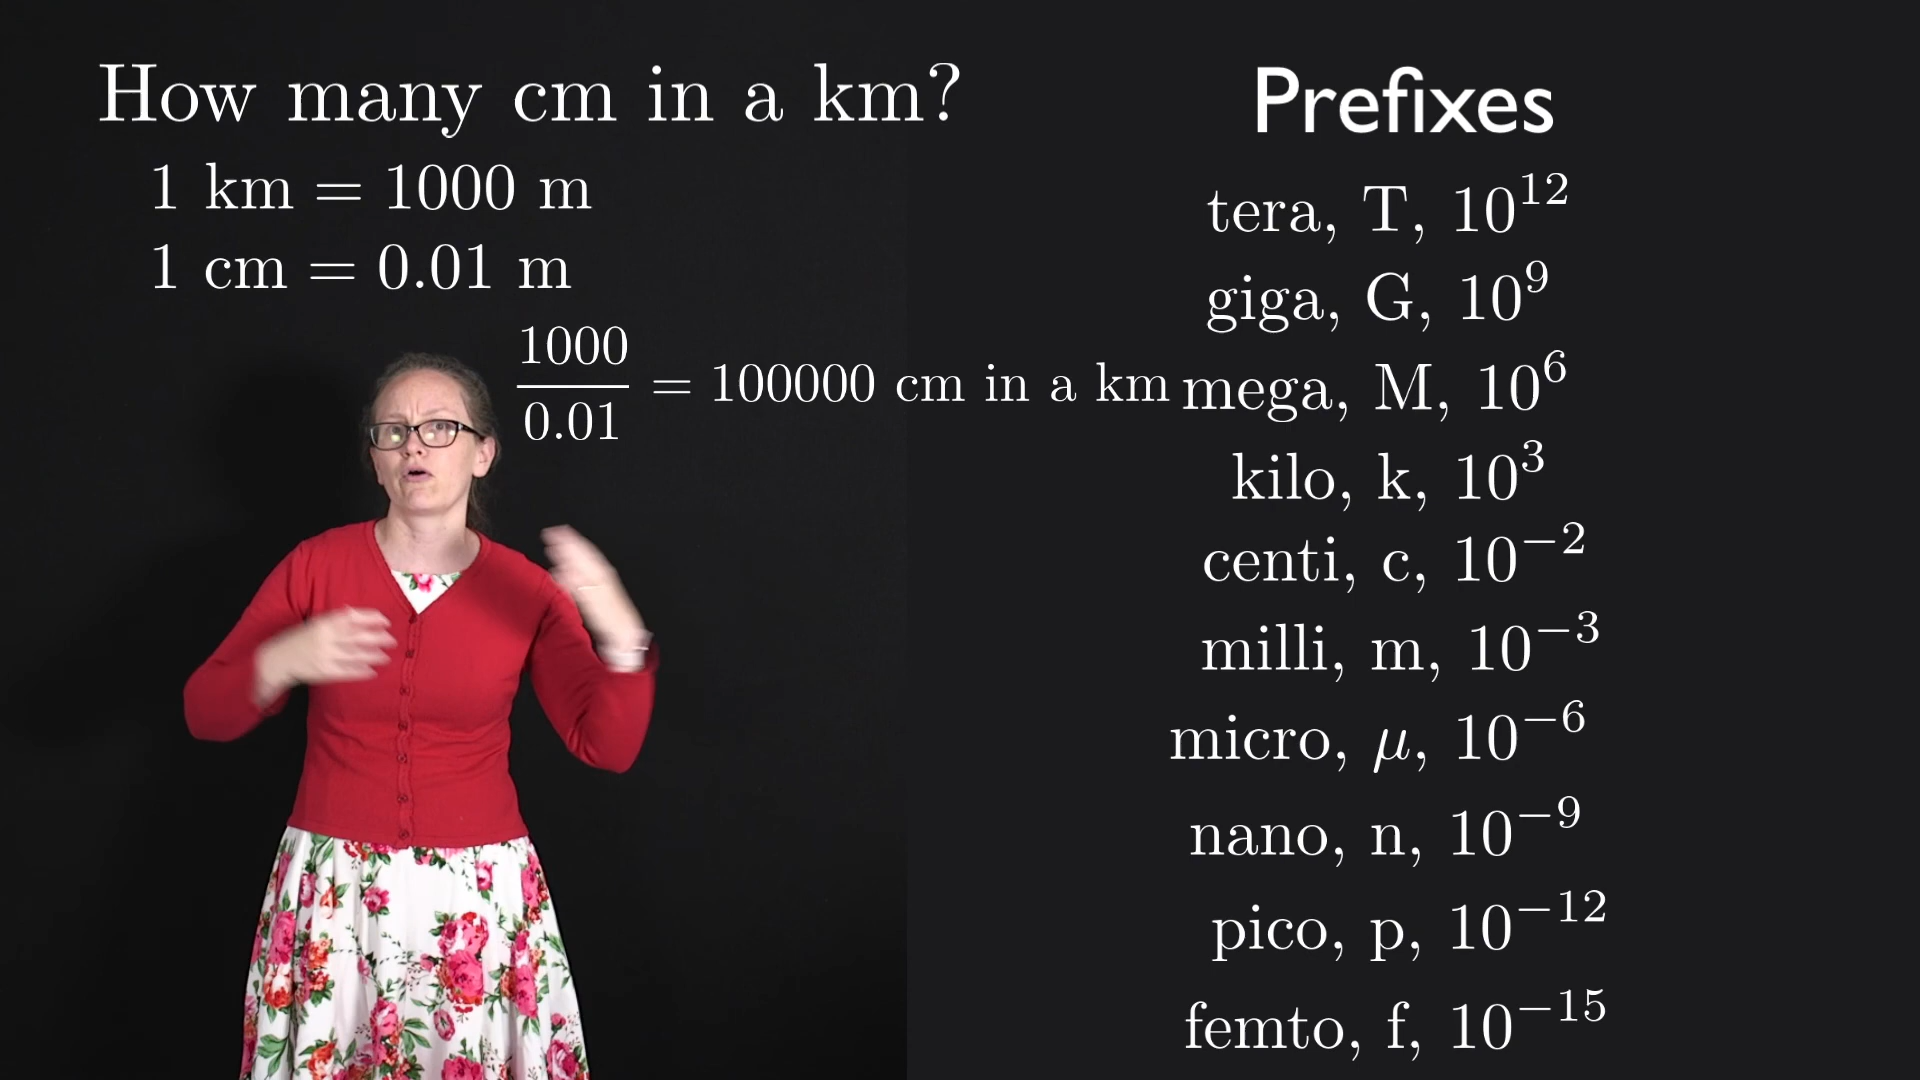 How many cm in a km?
1 km = 1000 m
1 cm = 0.01 m
1000
0.01
= 100000 cm in a km
Prefixes
tera, T, 10^12
giga, G, 10^9
mega, M, 10^6
kilo, k, 10^3
centi, c, 10^−2
milli, m, 10^−3
micro, μ, 10^−6
nano, n, 10^−9
pico, p, 10^−12
femto, f, 10^−15